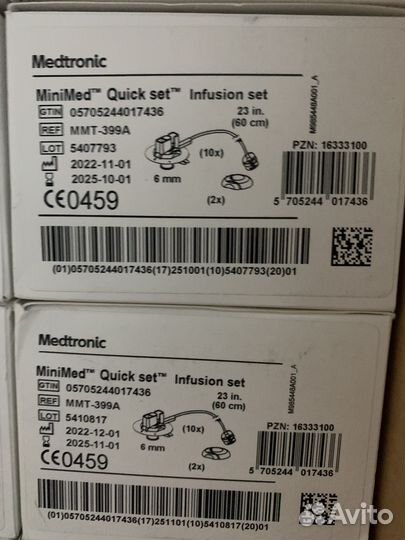 Medtronic
MiniMed™ Quick set™ Infusion set
GTIN 05705244017436
23 in.
(60 cm)
REF MMT-399A
LOT 5407793
(10x)
2022-11-01
2025-10-01
6 mm
(2x)
CE0459
M985448A001_A
PZN: 16333100
5 705244 017436
(01)05705244017436(17)251001(10)5407793(20)01
Medtronic
MiniMed™ Quick set™ Infusion set
GTIN 05705244017436
23 in.
(60 cm)
REF MMT-399A
LOT 5410817
(10x)
2022-12-01
2025-11-01
6 mm
(2x)
CE0459
M985448A001_A
PZN: 16333100
5 705244 017436
(01)05705244017436(17)251101(10)5410817(20)01
Avito